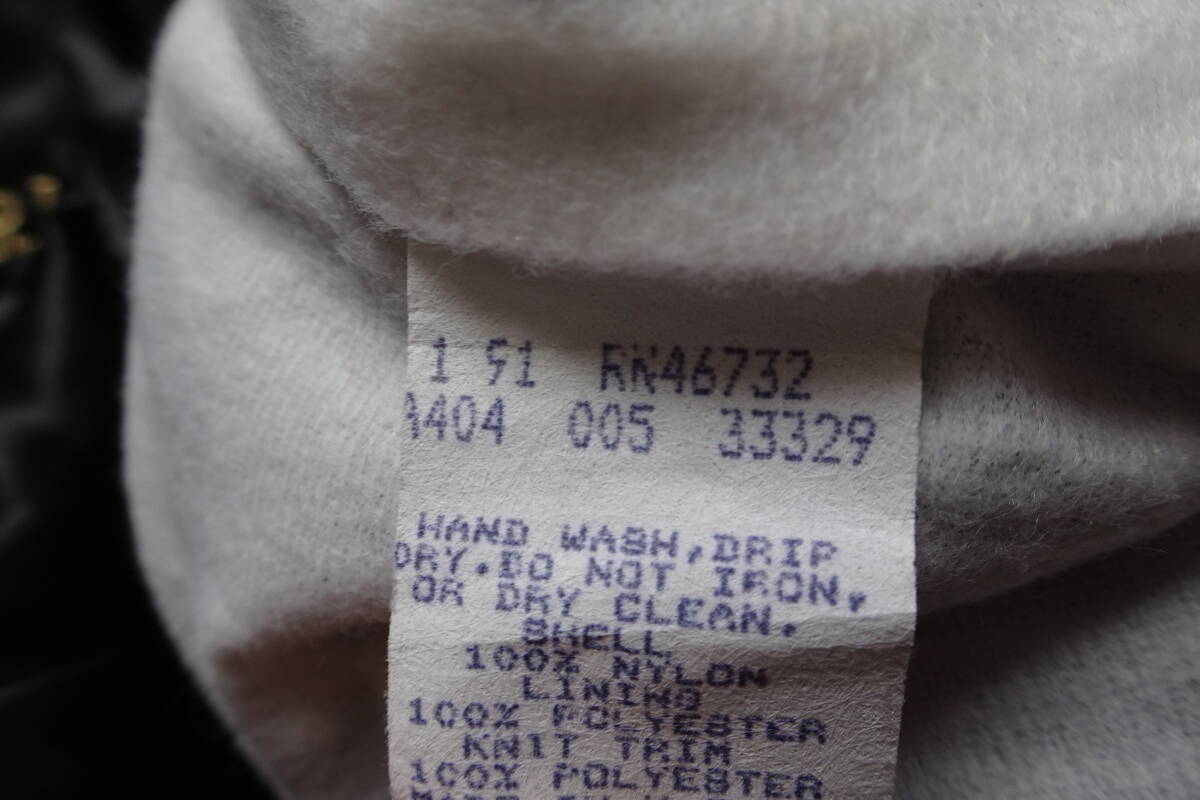 1 91 RN46732
A404 005 33329
HAND WASH,DRIP
DRY.DO NOT IRON,
OR DRY CLEAN.
SHELL
100% NYLON
LINING
100% POLYESTER
KNIT TRIM
100% POLYESTER